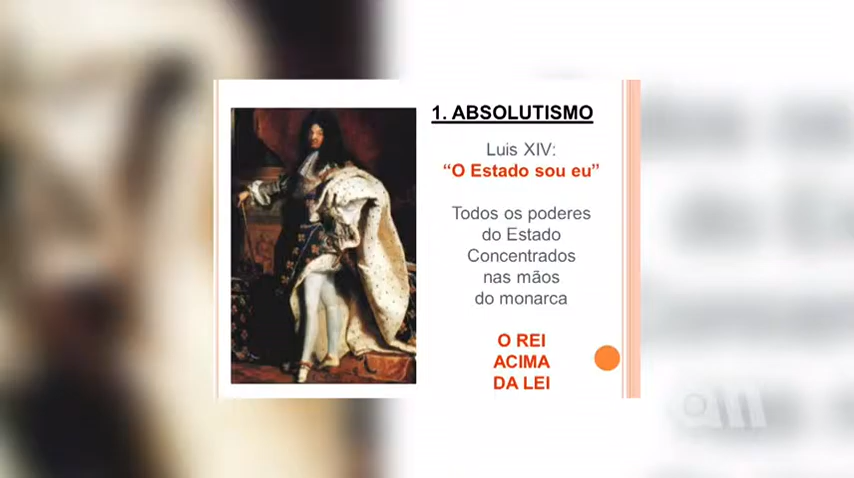 1. ABSOLUTISMO
Luis XIV:
“O Estado sou eu”
Todos os poderes
do Estado
Concentrados
nas mãos
do monarca
O REI
ACIMA
DA LEI